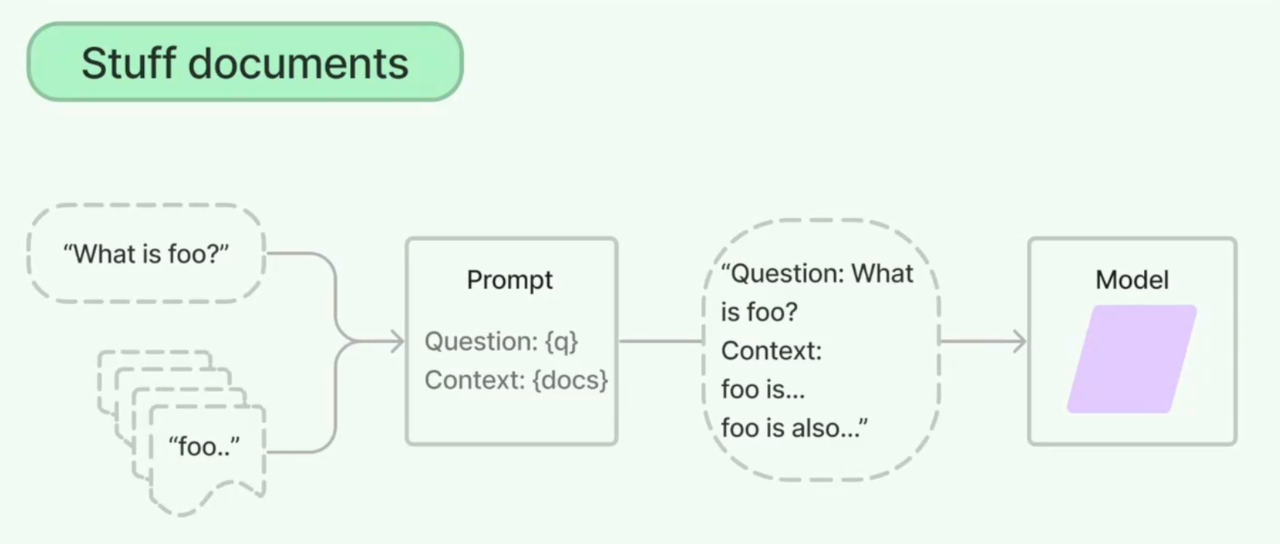 Stuff documents
“What is foo?”
“foo..”
Prompt
Question: {q}
Context: {docs}
“Question: What
is foo?
Context:
foo is...
foo is also...”
Model